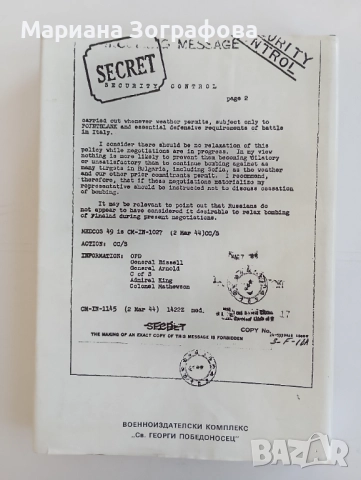 Мариана Зографова
INCOMING MESSAGE
SECURITY
CONTROL
SECRET
SECURITY CONTROL
page 2
carried out whenever weather permits, subject only to
POINTBLANK and essential defensive requirements of battle
in Italy.
I consider there should be no relaxation of this
policy while negotiations are in progress. In my view
nothing is more likely to prevent them becoming dilatory
or unsatisfactory than to continue bombing against as
many targets in Bulgaria, including Sofia, as the weather
and our other prior commitments permit. I recommend,
therefore, that if these negotiations materialize my
representative should be instructed not to discuss cessation
of bombing.
It may be relevant to point out that Russians do
not appear to have considered it desirable to relax bombing
of Finland during present negotiations.
MEDCOS 49 is CM-IN-1027 (2 Mar 44)CC/S
ACTION: CC/S
INFORMATION: OPD
General Bissell
General Arnold
C of S
Admiral King
Colonel Mathewson
CM-IN-1145 (2 Mar 44) 1422Z med.
17
SECRET
COPY No.
THE MAKING OF AN EXACT COPY OF THIS MESSAGE IS FORBIDDEN
ВОЕННОИЗДАТЕЛСКИ КОМПЛЕКС
„Св. ГЕОРГИ ПОБЕДОНОСЕЦ"
BAZAR
bg